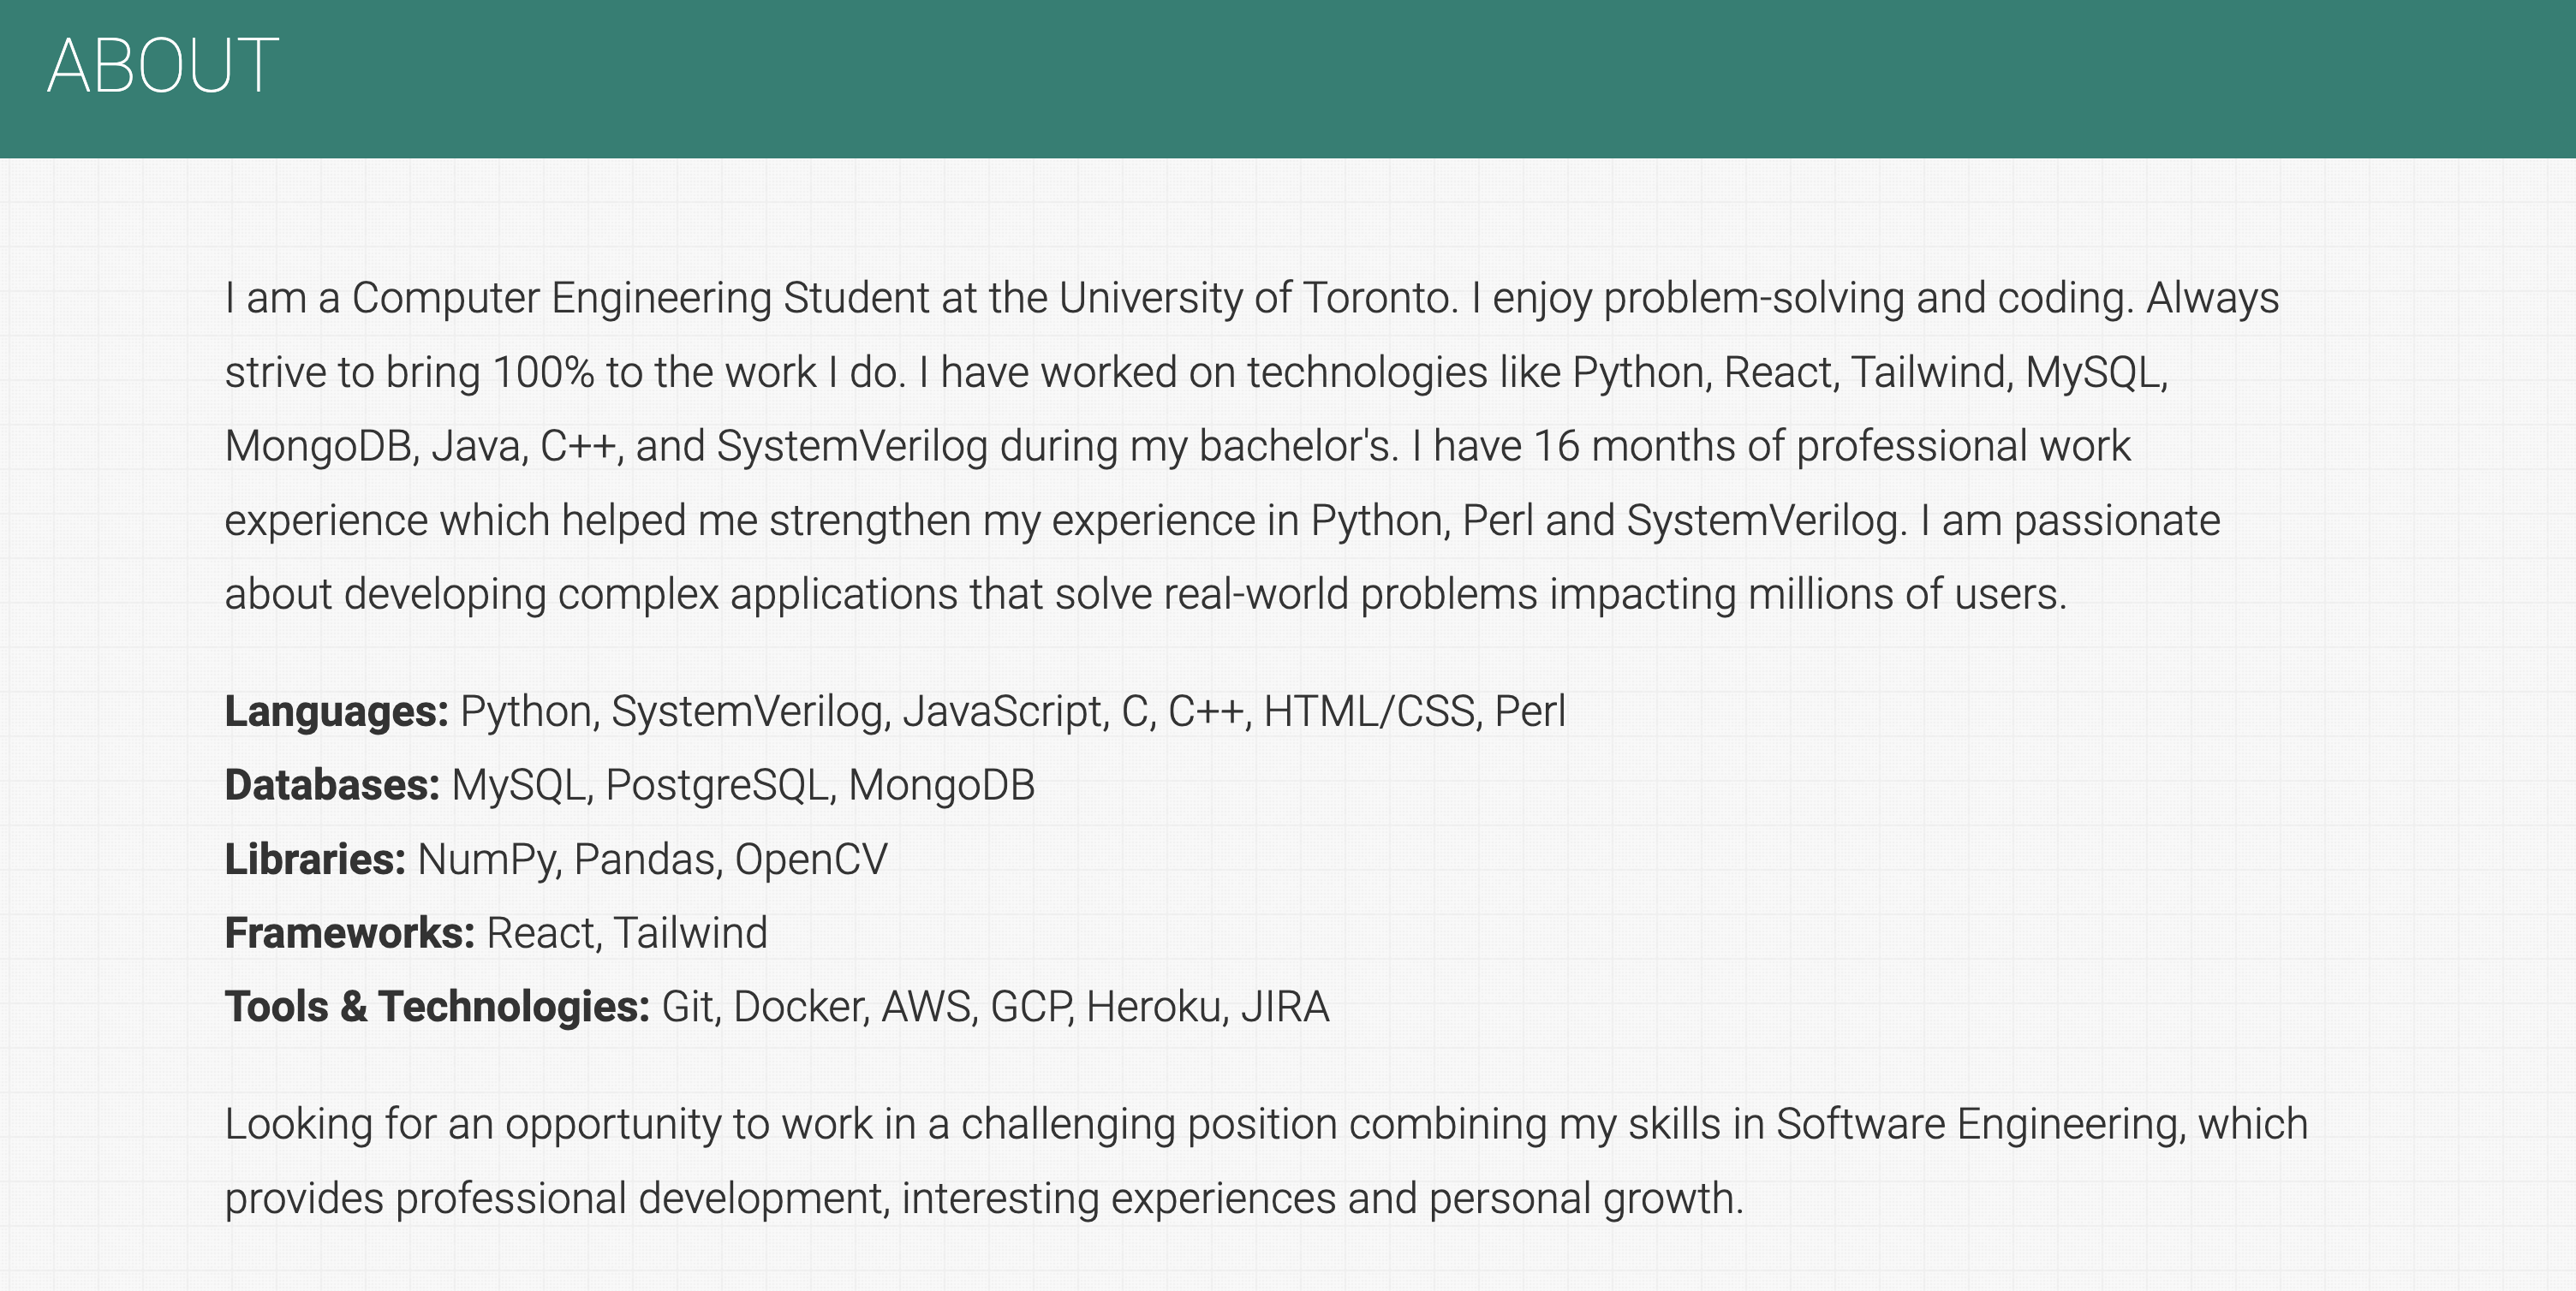 ABOUT
I am a Computer Engineering Student at the University of Toronto. I enjoy problem-solving and coding. Always
strive to bring 100% to the work I do. I have worked on technologies like Python, React, Tailwind, MySQL,
MongoDB, Java, C++, and SystemVerilog during my bachelor's. I have 16 months of professional work
experience which helped me strengthen my experience in Python, Perl and SystemVerilog. I am passionate
about developing complex applications that solve real-world problems impacting millions of users.
Languages: Python, SystemVerilog, JavaScript, C, C++, HTML/CSS, Perl
Databases: MySQL, PostgreSQL, MongoDB
Libraries: NumPy, Pandas, OpenCV
Frameworks: React, Tailwind
Tools & Technologies: Git, Docker, AWS, GCP, Heroku, JIRA
Looking for an opportunity to work in a challenging position combining my skills in Software Engineering, which
provides professional development, interesting experiences and personal growth.